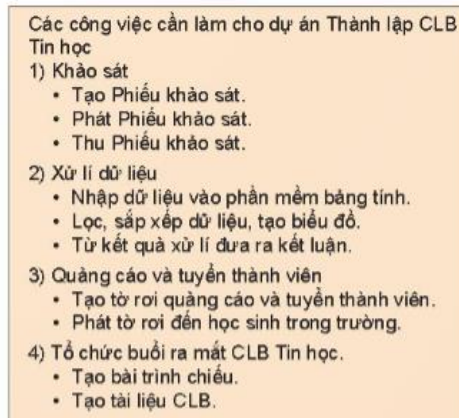 Các công việc cần làm cho dự án Thành lập CLB
Tin học
1) Khảo sát
• Tạo Phiếu khảo sát.
• Phát Phiếu khảo sát.
• Thu Phiếu khảo sát.
2) Xử lí dữ liệu
• Nhập dữ liệu vào phần mềm bảng tính.
• Lọc, sắp xếp dữ liệu, tạo biểu đồ.
• Từ kết quả xử lí đưa ra kết luận.
3) Quảng cáo và tuyển thành viên
• Tạo tờ rơi quảng cáo và tuyển thành viên.
• Phát tờ rơi đến học sinh trong trường.
4) Tổ chức buổi ra mắt CLB Tin học.
• Tạo bài trình chiếu.
• Tạo tài liệu CLB.